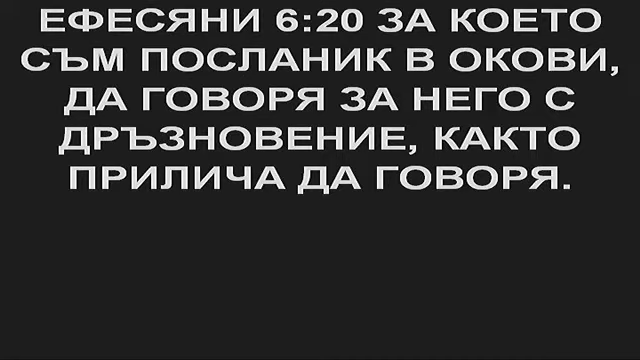 ЕФЕСЯНИ 6:20 ЗА КОЕТО
СЪМ ПОСЛАНИК В ОКОВИ,
ДА ГОВОРЯ ЗА НЕГО С
ДРЪЗНОВЕНИЕ, КАКТО
ПРИЛИЧА ДА ГОВОРЯ.